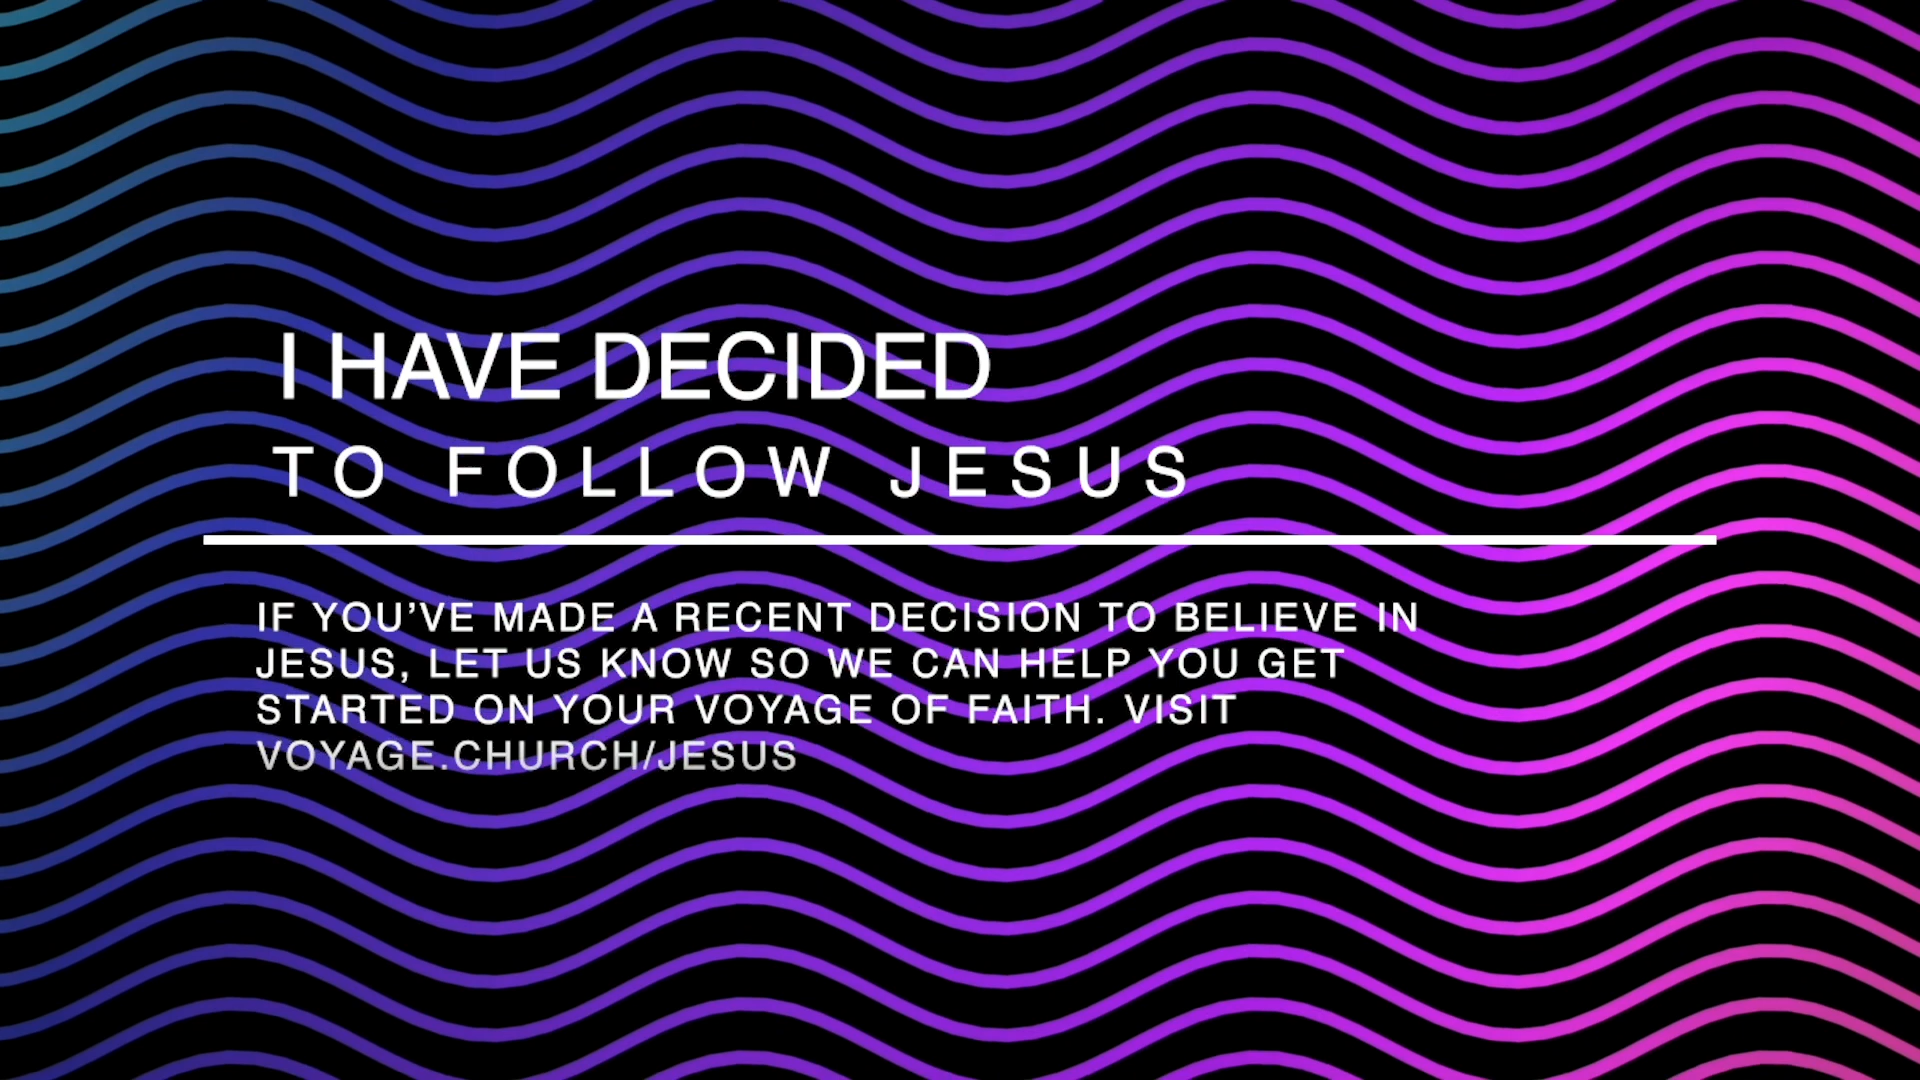 I HAVE DECIDED
TO FOLLOW JESUS
IF YOU’VE MADE A RECENT DECISION TO BELIEVE IN
JESUS, LET US KNOW SO WE CAN HELP YOU GET
STARTED ON YOUR VOYAGE OF FAITH. VISIT
VOYAGE.CHURCH/JESUS